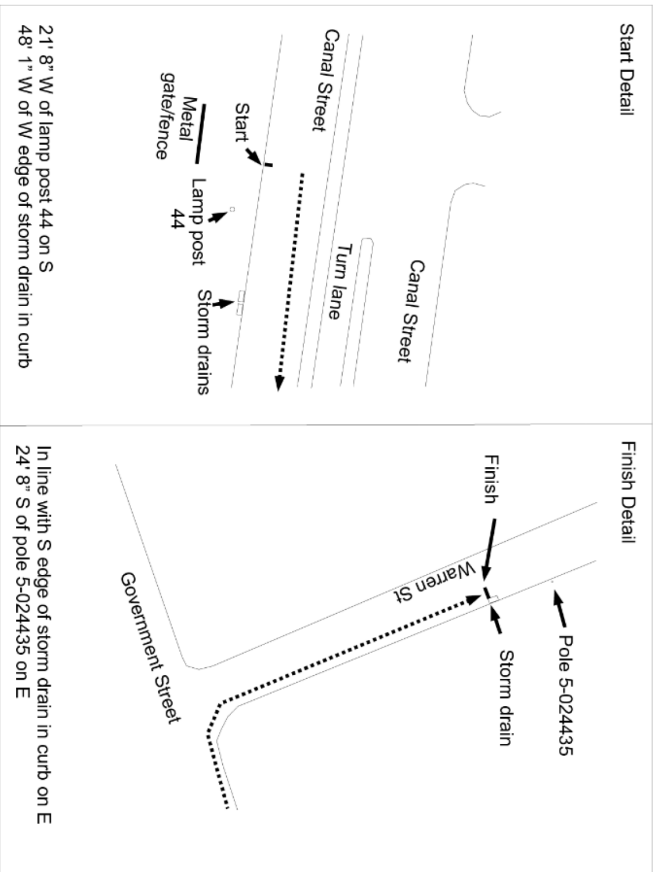 Start Detail
Canal Street
Canal Street
Turn lane
Start
Metal
gate/fence
Lamp post
44
Storm drains
21' 8" W of lamp post 44 on S
48' 1" W of W edge of storm drain in curb
Finish Detail
Finish
Warren St
Pole 5-024435
Storm drain
Government Street
In line with S edge of storm drain in curb on E
24' 8" S of pole 5-024435 on E